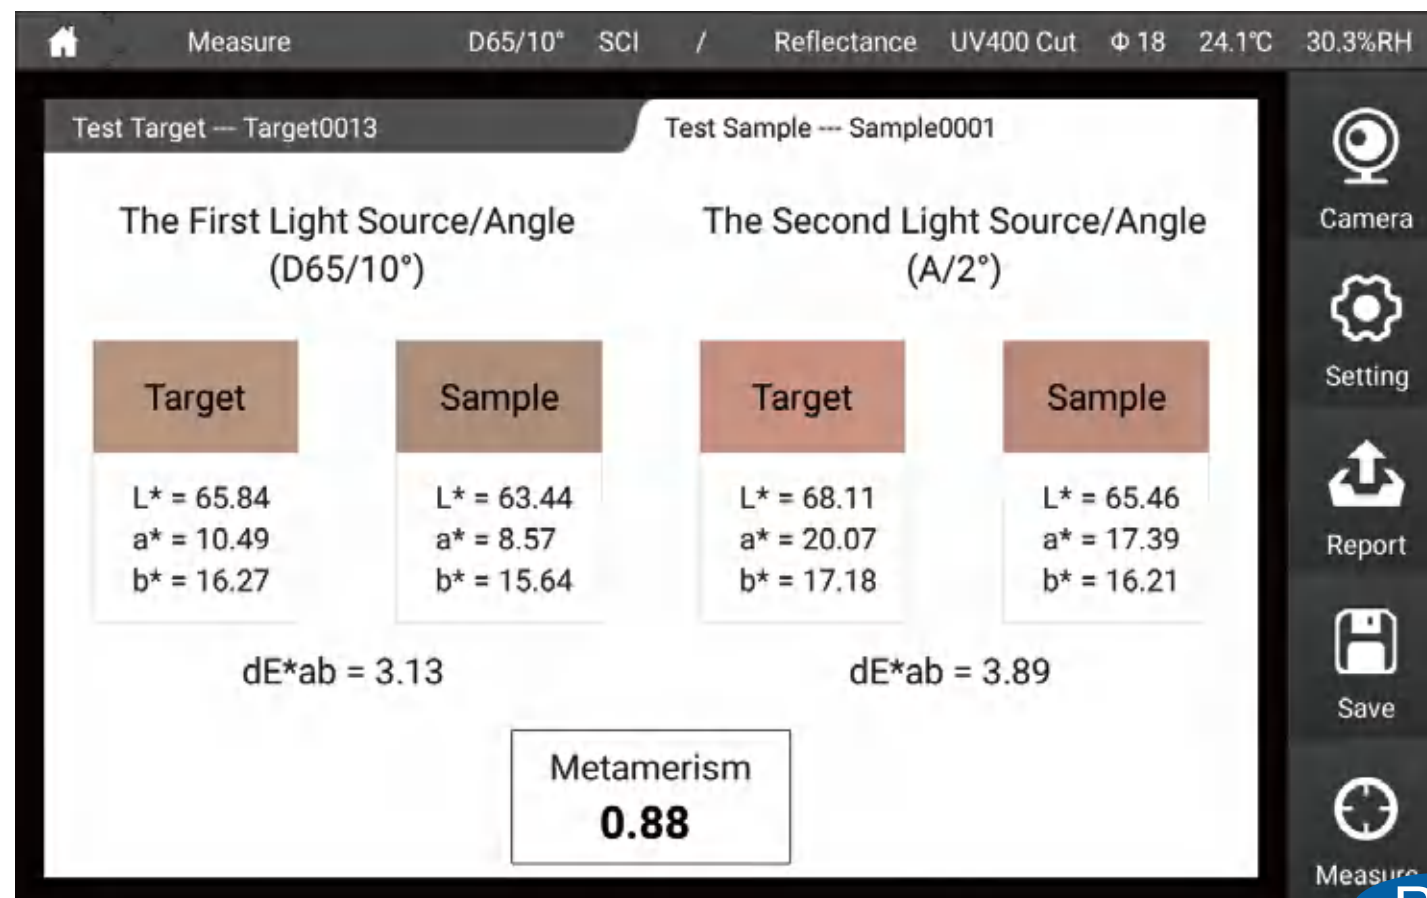 Measure D65/10° SCI / Reflectance UV400 Cut Φ 18 24.1℃ 30.3%RH
Test Target --- Target0013
Test Sample --- Sample0001
The First Light Source/Angle
(D65/10°)
The Second Light Source/Angle
(A/2°)
Target
L* = 65.84
a* = 10.49
b* = 16.27
Sample
L* = 63.44
a* = 8.57
b* = 15.64
dE*ab = 3.13
Target
L* = 68.11
a* = 20.07
b* = 17.18
Sample
L* = 65.46
a* = 17.39
b* = 16.21
dE*ab = 3.89
Metamerism
0.88
Camera
Setting
Report
Save
Measure